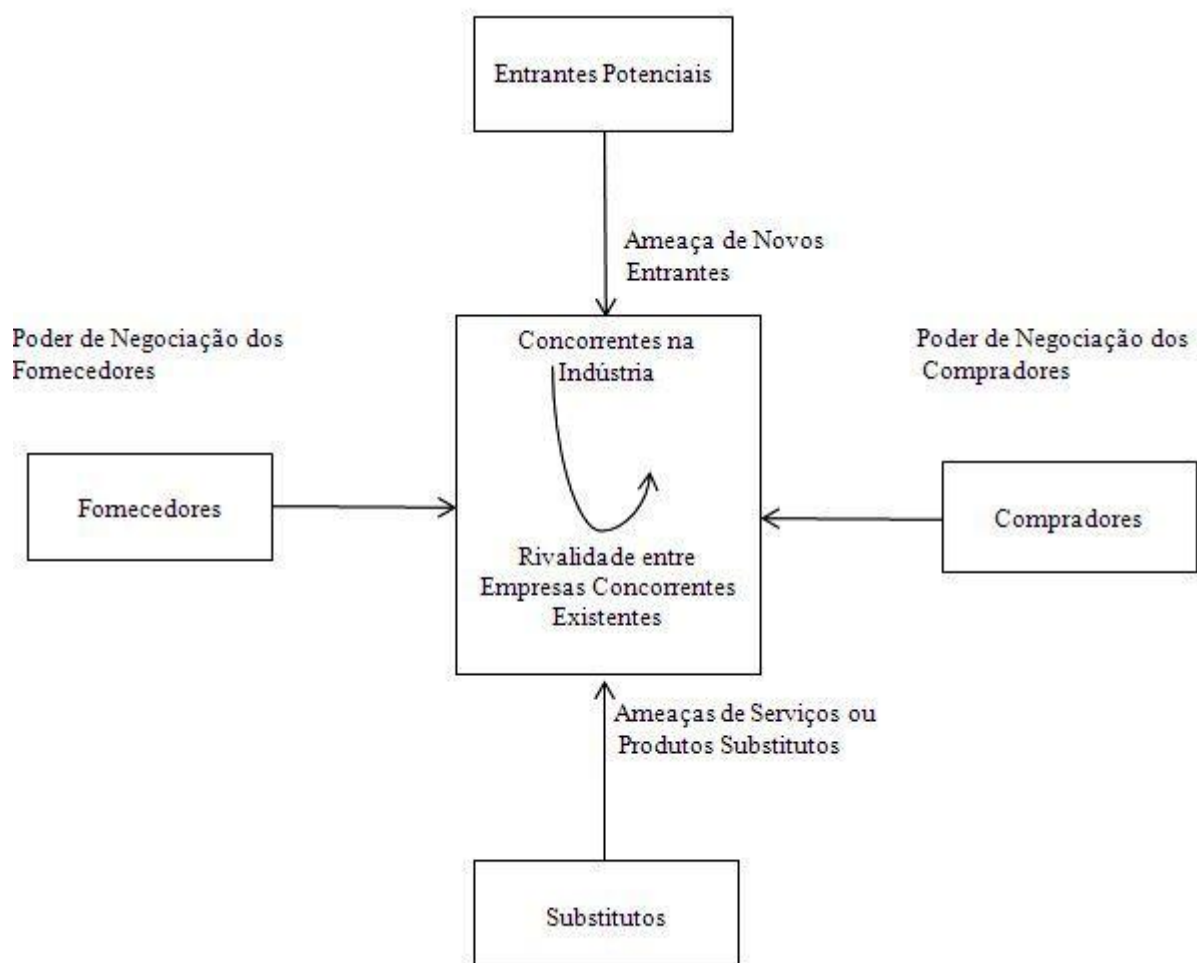 Entrantes Potenciais
Ameaça de Novos
Entrantes
Poder de Negociação dos
Fornecedores
Concorrentes na
Indústria
Poder de Negociação dos
Compradores
Fornecedores
Compradores
Rivalidade entre
Empresas Concorrentes
Existentes
Ameaças de Serviços ou
Produtos Substitutos
Substitutos